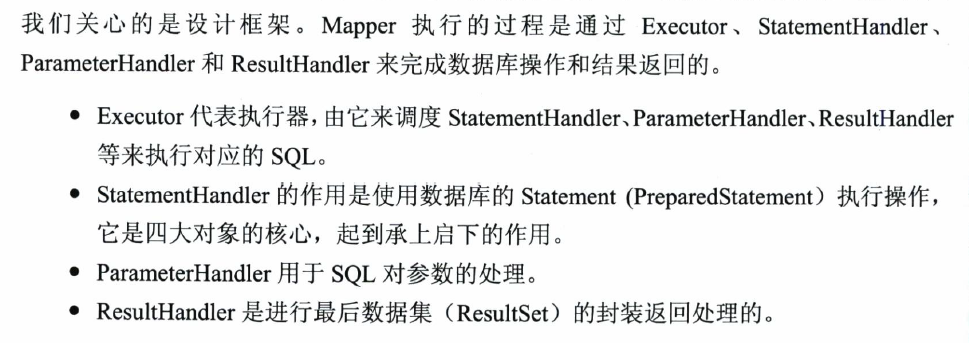 我们关心的是设计框架。Mapper 执行的过程是通过 Executor、StatementHandler、
ParameterHandler 和 ResultHandler 来完成数据库操作和结果返回的。
● Executor 代表执行器，由它来调度 StatementHandler、ParameterHandler、ResultHandler
等来执行对应的 SQL。
● StatementHandler 的作用是使用数据库的 Statement (PreparedStatement）执行操作，
它是四大对象的核心，起到承上启下的作用。
● ParameterHandler 用于 SQL 对参数的处理。
● ResultHandler 是进行最后数据集（ResultSet）的封装返回处理的。